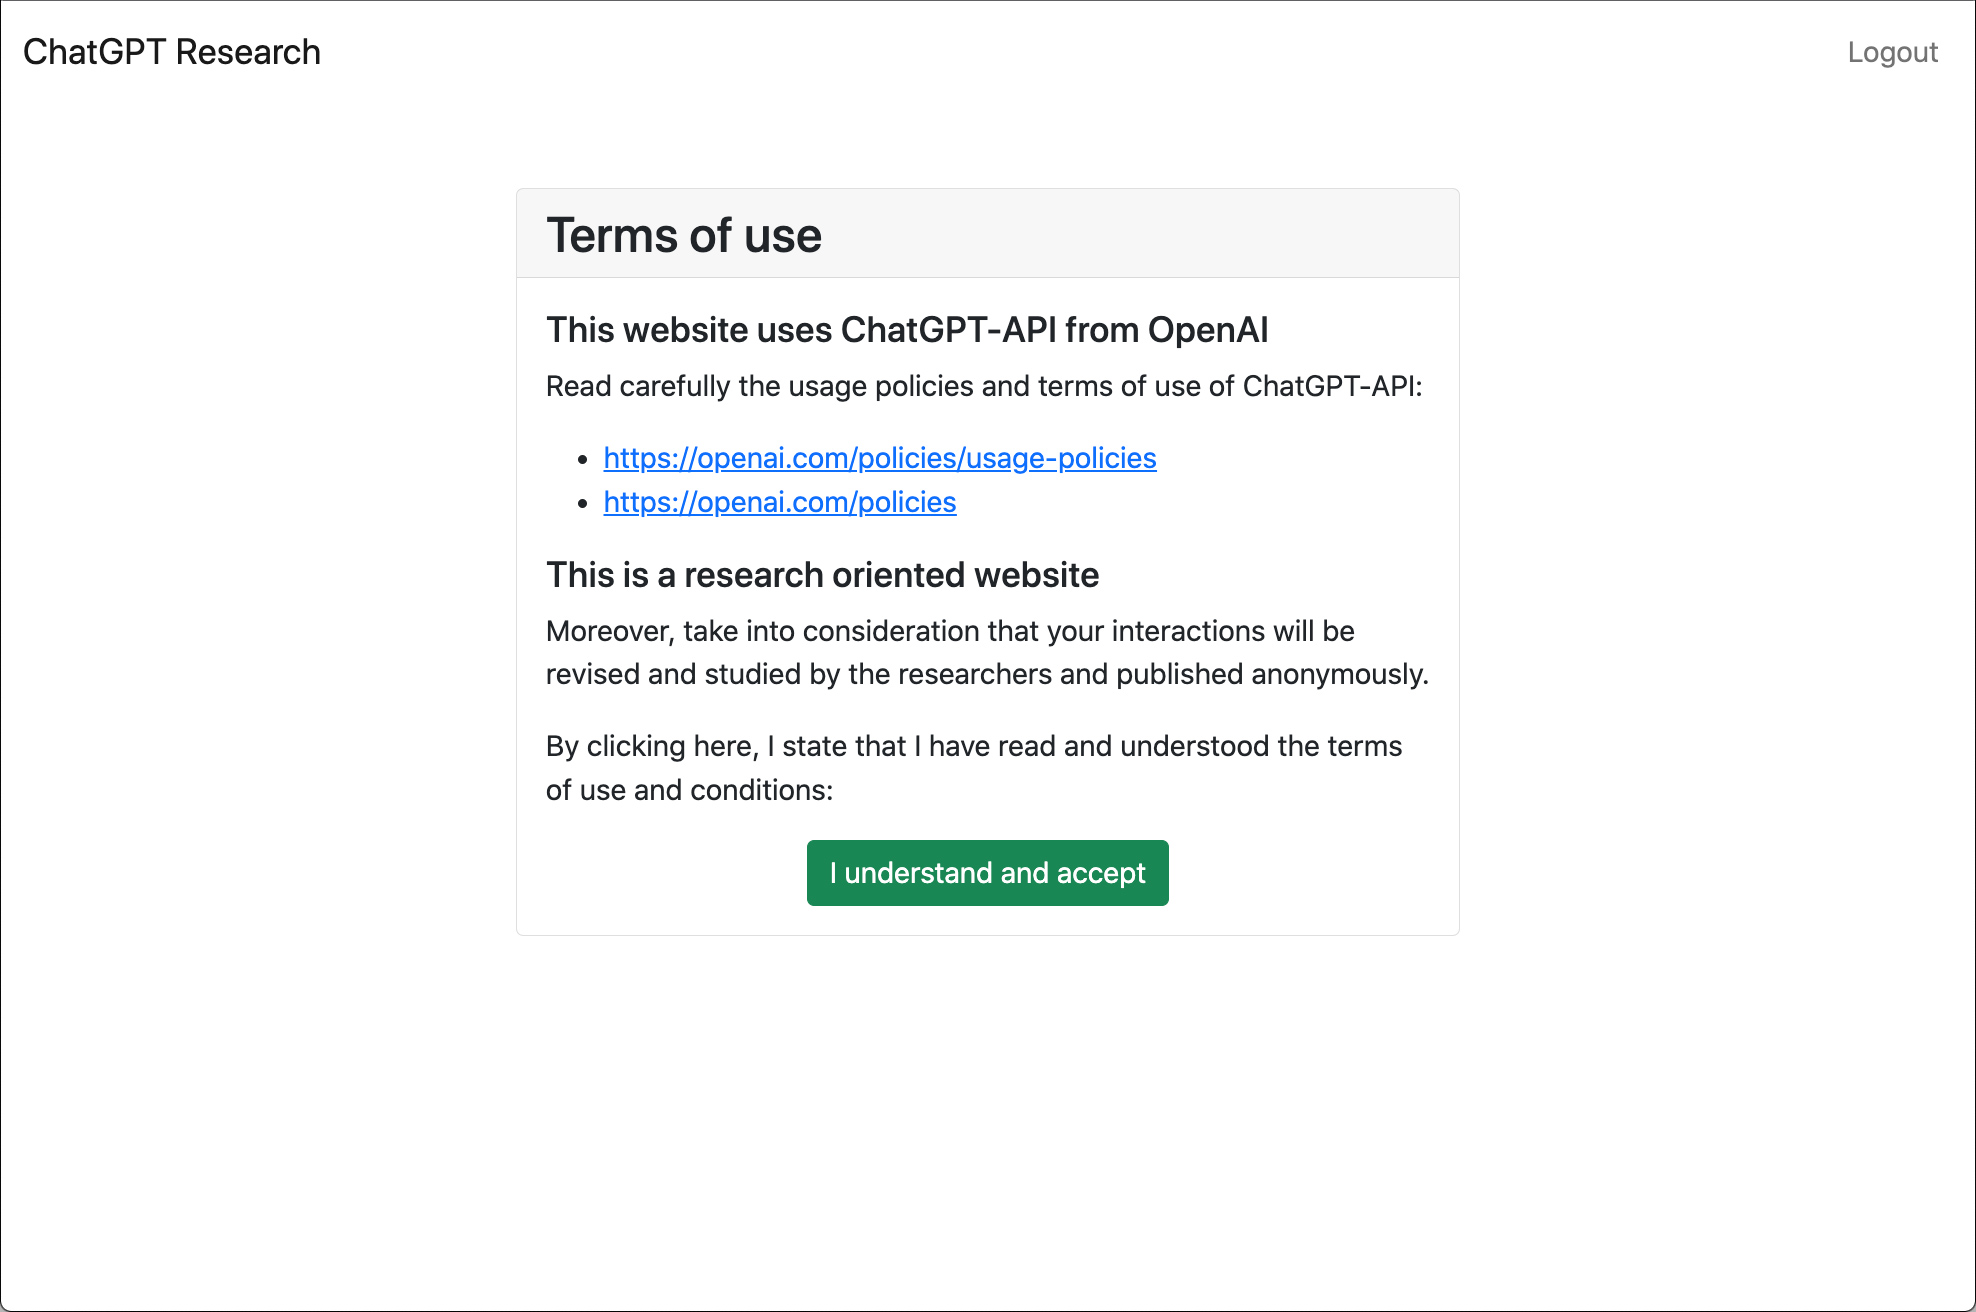 ChatGPT Research
Logout
Terms of use
This website uses ChatGPT-API from OpenAI
Read carefully the usage policies and terms of use of ChatGPT-API:
• https://openai.com/policies/usage-policies
• https://openai.com/policies
This is a research oriented website
Moreover, take into consideration that your interactions will be
revised and studied by the researchers and published anonymously.
By clicking here, I state that I have read and understood the terms
of use and conditions:
I understand and accept